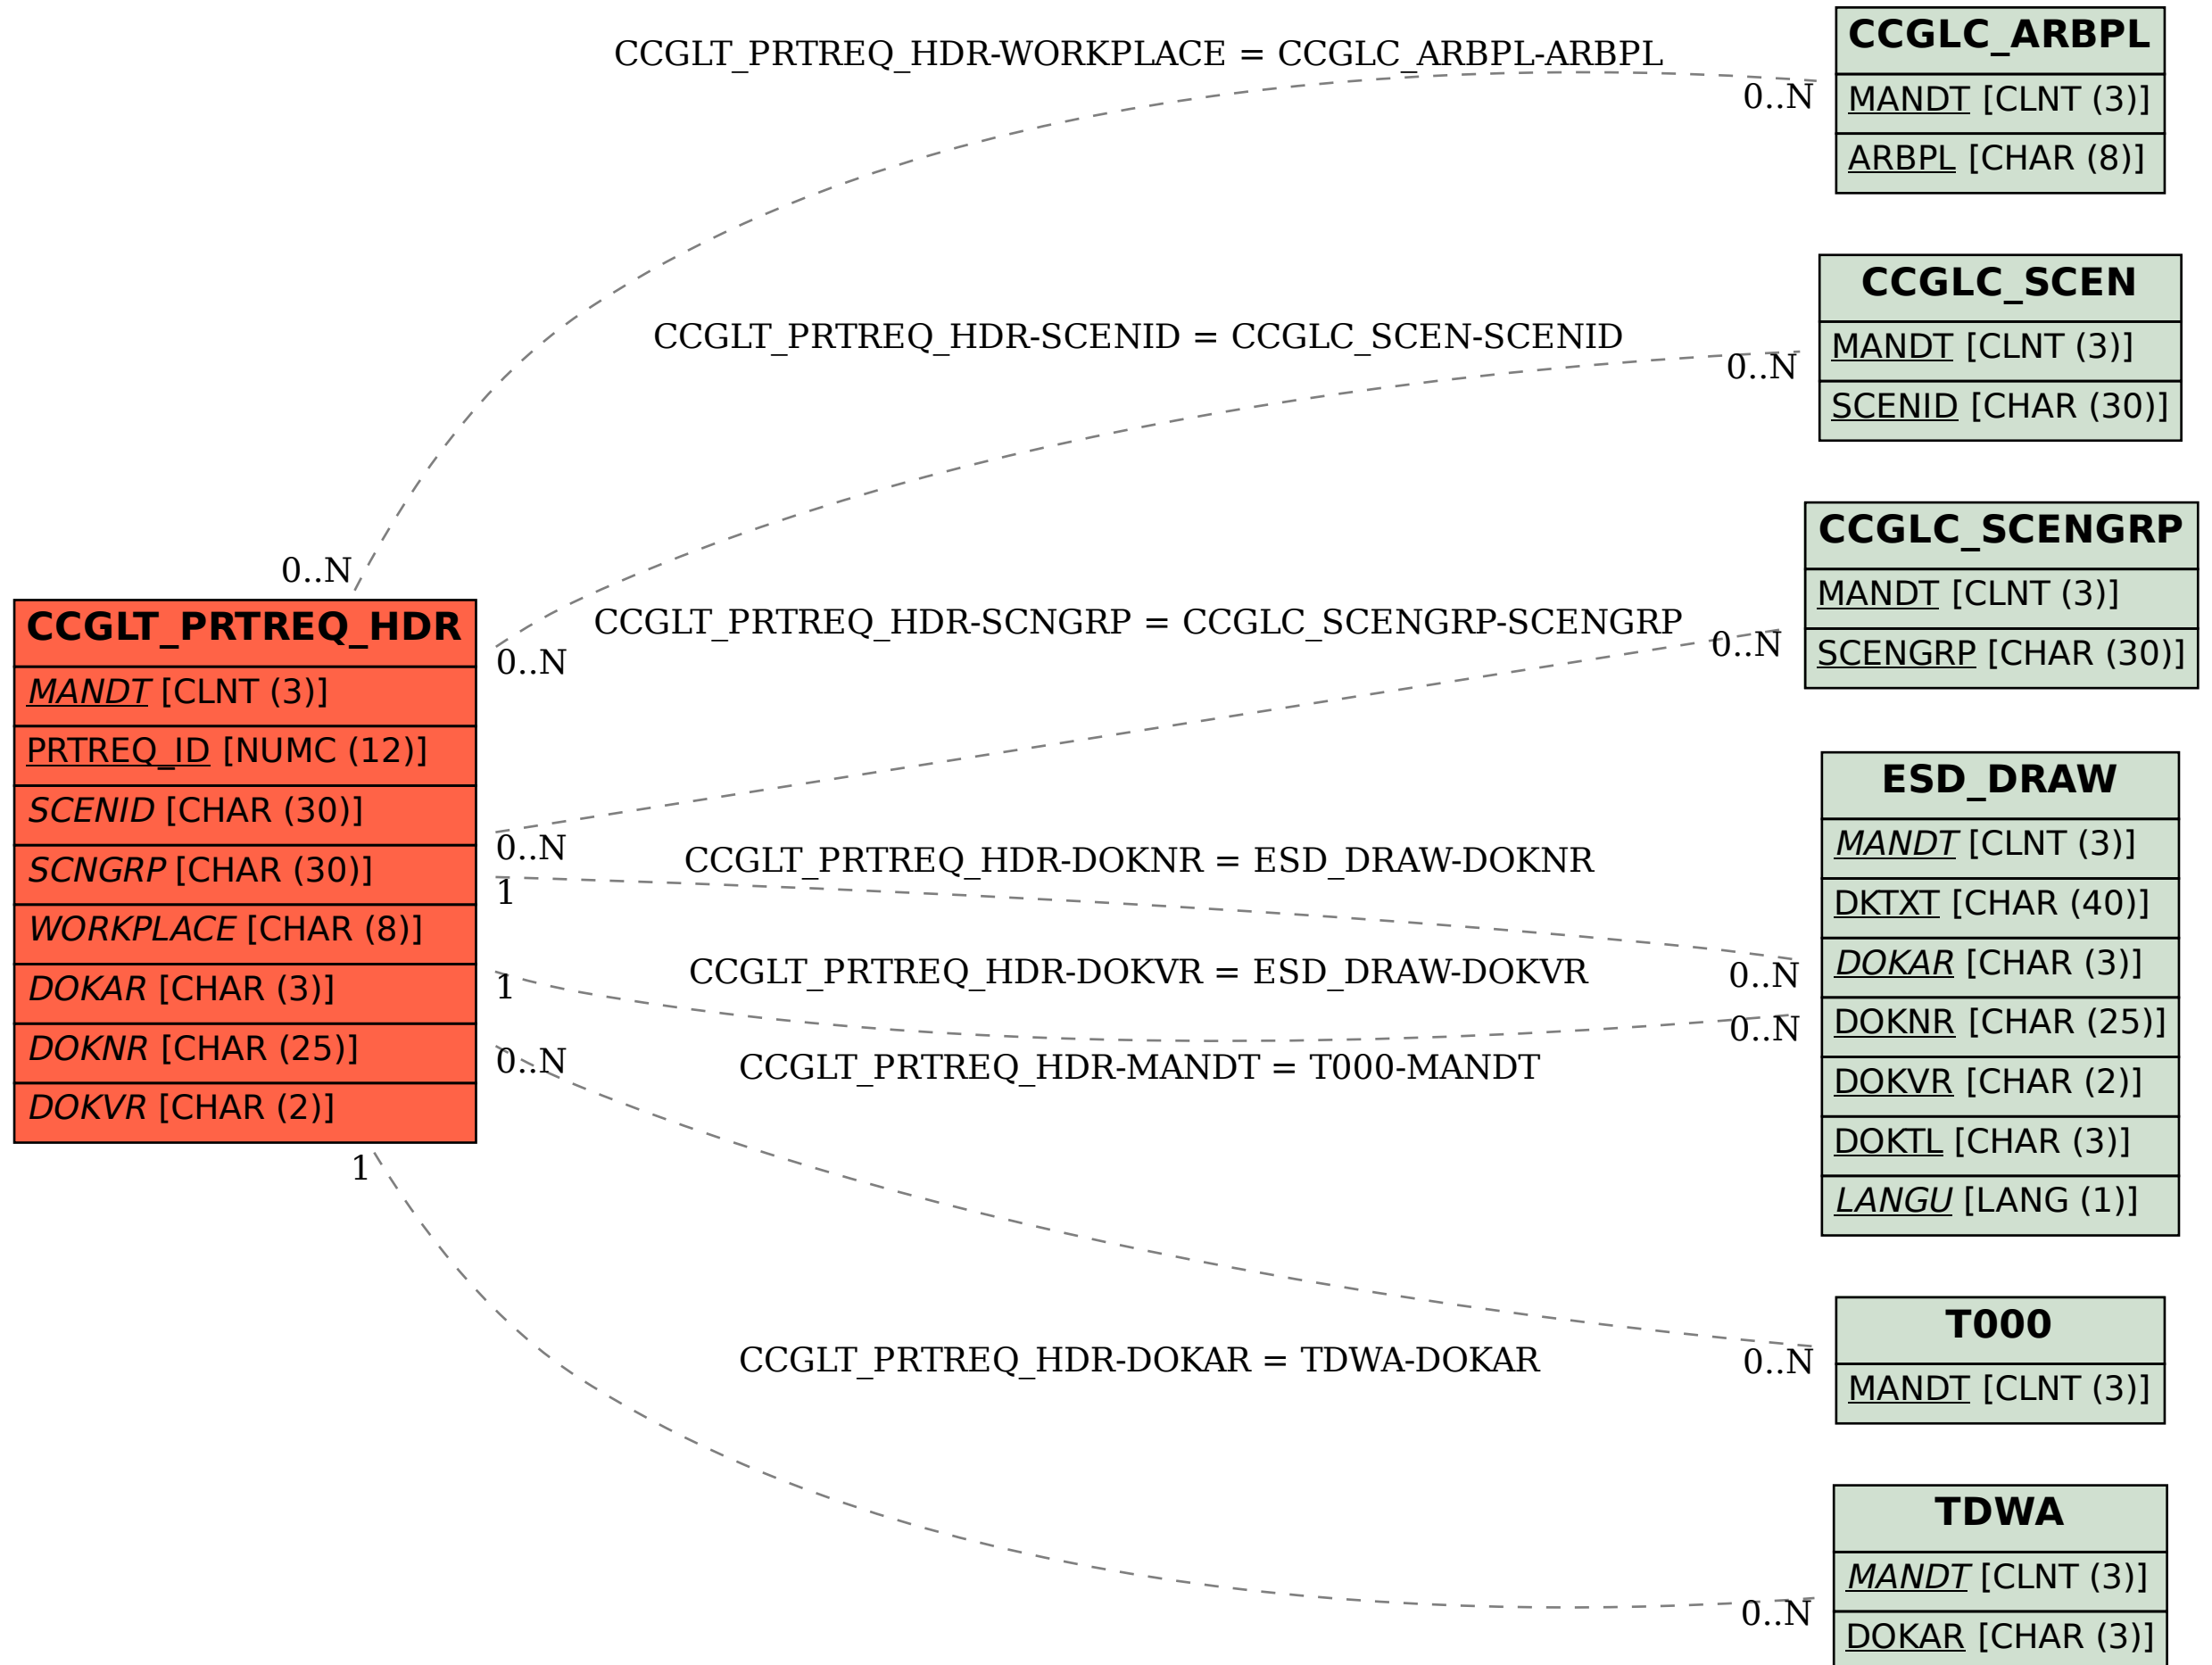 CCGLT_PRTREQ_HDR-WORKPLACE = CCGLC_ARBPL-ARBPL
0..N
0..N
CCGLC_ARBPL
MANDT [CLNT (3)]
ARBPL [CHAR (8)]
CCGLT_PRTREQ_HDR-SCENID = CCGLC_SCEN-SCENID
0..N
0..N
CCGLC_SCEN
MANDT [CLNT (3)]
SCENID [CHAR (30)]
CCGLT_PRTREQ_HDR-SCNGRP = CCGLC_SCENGRP-SCENGRP
0..N
0..N
CCGLC_SCENGRP
MANDT [CLNT (3)]
SCENGRP [CHAR (30)]
CCGLT_PRTREQ_HDR
MANDT [CLNT (3)]
PRTREQ_ID [NUMC (12)]
SCENID [CHAR (30)]
SCNGRP [CHAR (30)]
WORKPLACE [CHAR (8)]
DOKAR [CHAR (3)]
DOKNR [CHAR (25)]
DOKVR [CHAR (2)]
CCGLT_PRTREQ_HDR-DOKNR = ESD_DRAW-DOKNR
1
0..N
CCGLT_PRTREQ_HDR-DOKVR = ESD_DRAW-DOKVR
1
0..N
ESD_DRAW
MANDT [CLNT (3)]
DKTXT [CHAR (40)]
DOKAR [CHAR (3)]
DOKNR [CHAR (25)]
DOKVR [CHAR (2)]
DOKTL [CHAR (3)]
LANGU [LANG (1)]
CCGLT_PRTREQ_HDR-MANDT = T000-MANDT
0..N
0..N
T000
MANDT [CLNT (3)]
CCGLT_PRTREQ_HDR-DOKAR = TDWA-DOKAR
1
0..N
TDWA
MANDT [CLNT (3)]
DOKAR [CHAR (3)]